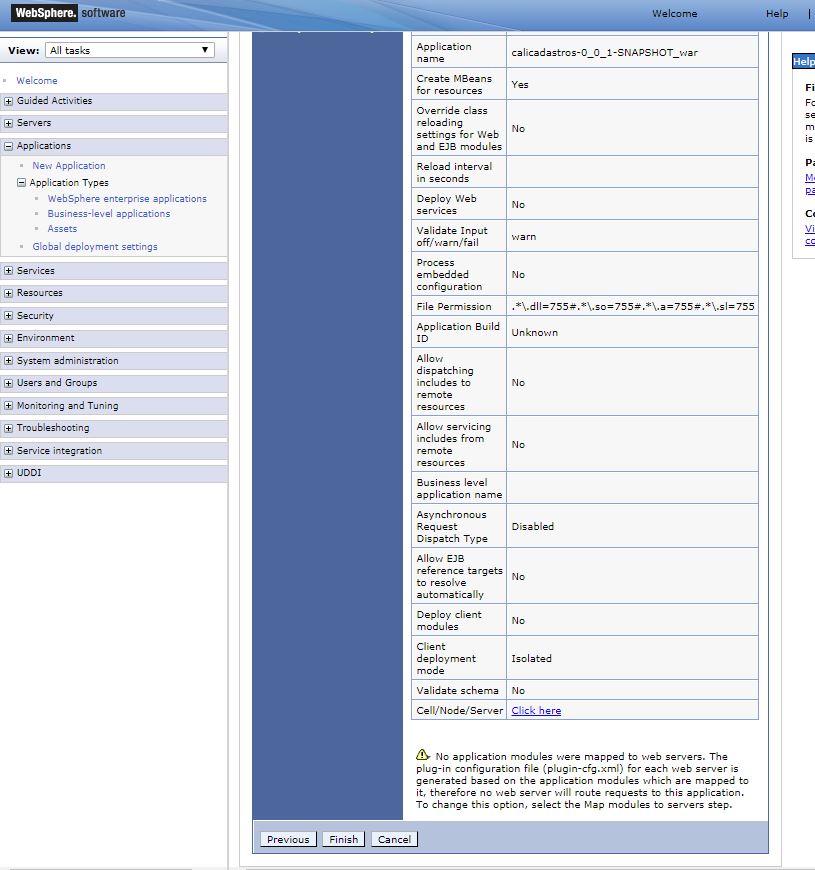 WebSphere. software
Welcome
Help |
View: All tasks
Welcome
Guided Activities
Servers
Applications
New Application
Application Types
WebSphere enterprise applications
Business-level applications
Assets
Global deployment settings
Services
Resources
Security
Environment
System administration
Users and Groups
Monitoring and Tuning
Troubleshooting
Service integration
UDDI
Application
name
calicadastros-0_0_1-SNAPSHOT_war
Create MBeans
for resources
Yes
Override class
reloading
settings for Web
and EJB modules
No
Reload interval
in seconds
Deploy Web
services
No
Validate Input
off/warn/fail
warn
Process
embedded
configuration
No
File Permission
.*\.dll=755#.*\.so=755#.*\.a=755#.*\.sl=755
Application Build
ID
Unknown
Allow
dispatching
includes to
remote
resources
No
Allow servicing
includes from
remote
resources
No
Business level
application name
Asynchronous
Request
Dispatch Type
Disabled
Allow EJB
reference targets
to resolve
automatically
No
Deploy client
modules
No
Client
deployment
mode
Isolated
Validate schema
No
Cell/Node/Server
Click here
No application modules were mapped to web servers. The
plug-in configuration file (plugin-cfg.xml) for each web server is
generated based on the application modules which are mapped to
it, therefore no web server will route requests to this application.
To change this option, select the Map modules to servers step.
Previous
Finish
Cancel
Help
Fi
Fo
se
m
is
Pa
Mo
pa
Co
Vi
co